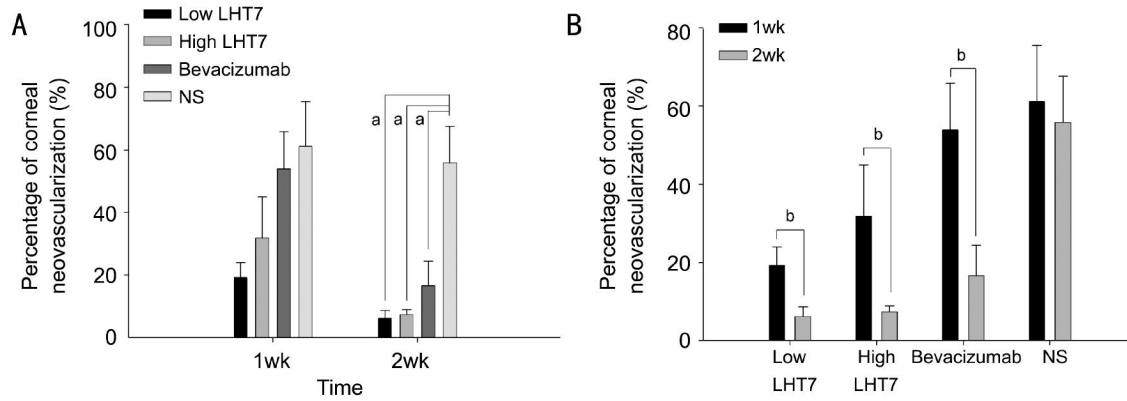 A
Percentage of corneal
neovascularization (%)
100
80
60
40
20
0
Low LHT7
High LHT7
Bevacizumab
NS
a a a
1wk 2wk
Time
B
Percentage of corneal
neovascularization (%)
80
60
40
20
0
1wk
2wk
b
b
b
Low High Bevacizumab NS
LHT7 LHT7